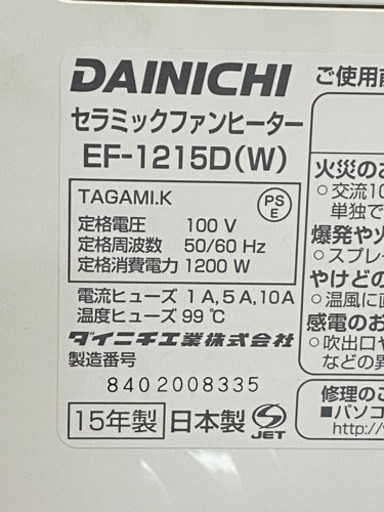 DAINICHI
セラミックファンヒーター
EF-1215D(W)
TAGAMI.K
PS
E
定格電圧 100 V
定格周波数 50/60 Hz
定格消費電力 1200 W
電流ヒューズ 1A,5A,10A
温度ヒューズ 99℃
ダイニチ工業株式会社
製造番号
8402008335
15年製 日本製 S JET
ご使用前
火災のお
○交流10
単独で
爆発や火
○スプレー
やけどの
○温風に直
感電のお
○吹出口や
などの異
修理のご
■パソコ
http://